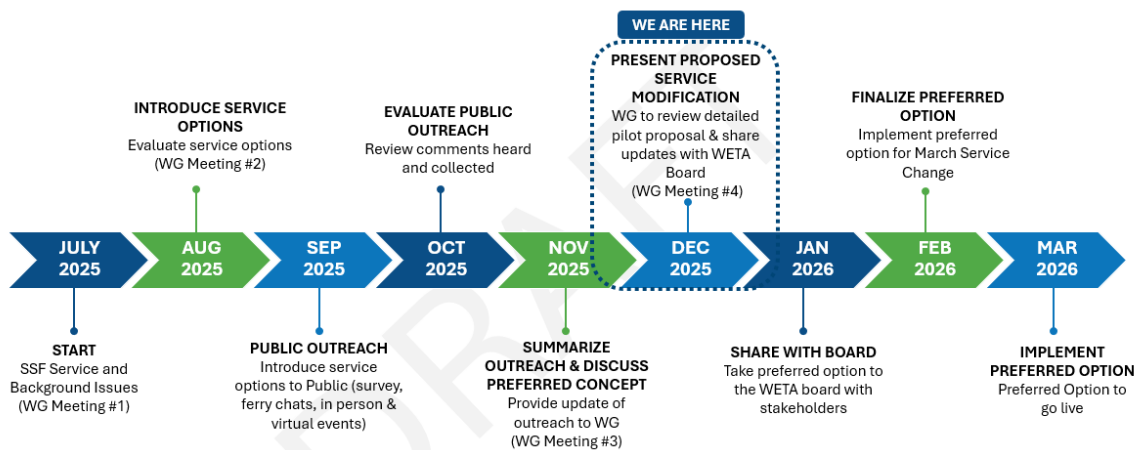 WE ARE HERE
PRESENT PROPOSED
SERVICE
MODIFICATION
WG to review detailed
pilot proposal & share
updates with WETA
Board
(WG Meeting #4)
INTRODUCE SERVICE
OPTIONS
Evaluate service options
(WG Meeting #2)
EVALUATE PUBLIC
OUTREACH
Review comments heard
and collected
FINALIZE PREFERRED
OPTION
Implement preferred
option for March Service
Change
JULY
2025
AUG
2025
SEP
2025
OCT
2025
NOV
2025
DEC
2025
JAN
2026
FEB
2026
MAR
2026
START
SSF Service and
Background Issues
(WG Meeting #1)
PUBLIC OUTREACH
Introduce service
options to Public (survey,
ferry chats, in person &
virtual events)
SUMMARIZE
OUTREACH & DISCUSS
PREFERRED CONCEPT
Provide update of
outreach to WG
(WG Meeting #3)
SHARE WITH BOARD
Take preferred option to
the WETA board with
stakeholders
IMPLEMENT
PREFERRED OPTION
Preferred Option to
go live
DRAFT